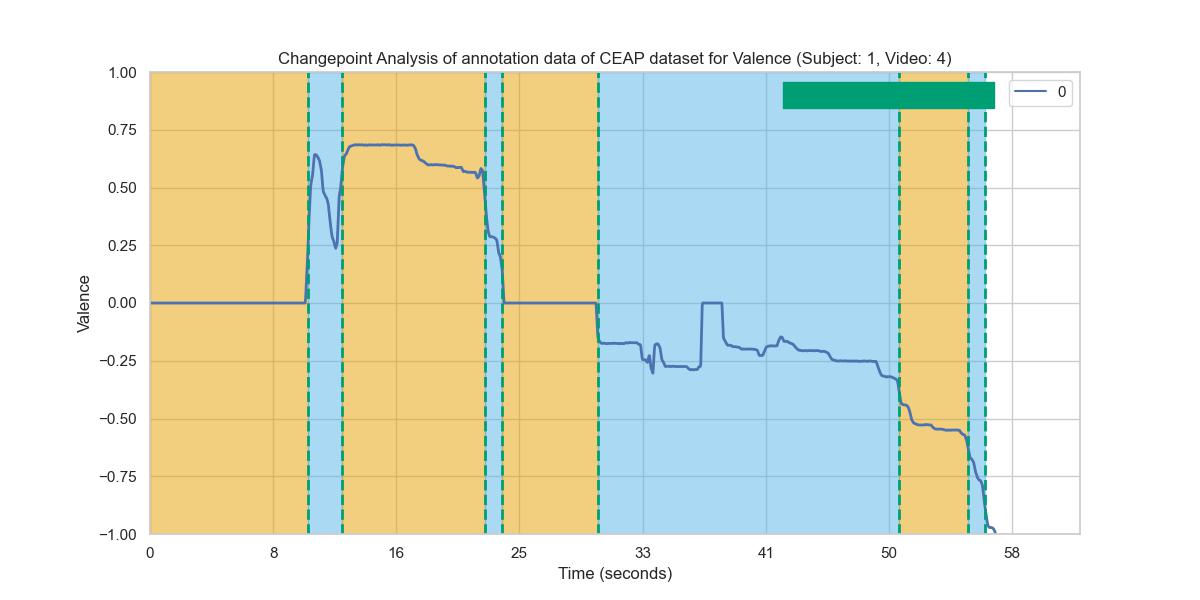 Changepoint Analysis of annotation data of CEAP dataset for Valence (Subject: 1, Video: 4)
1.00
0.75
0.50
0.25
0.00
−0.25
−0.50
−0.75
−1.00
Valence
0
0 8 16 25 33 41 50 58
Time (seconds)